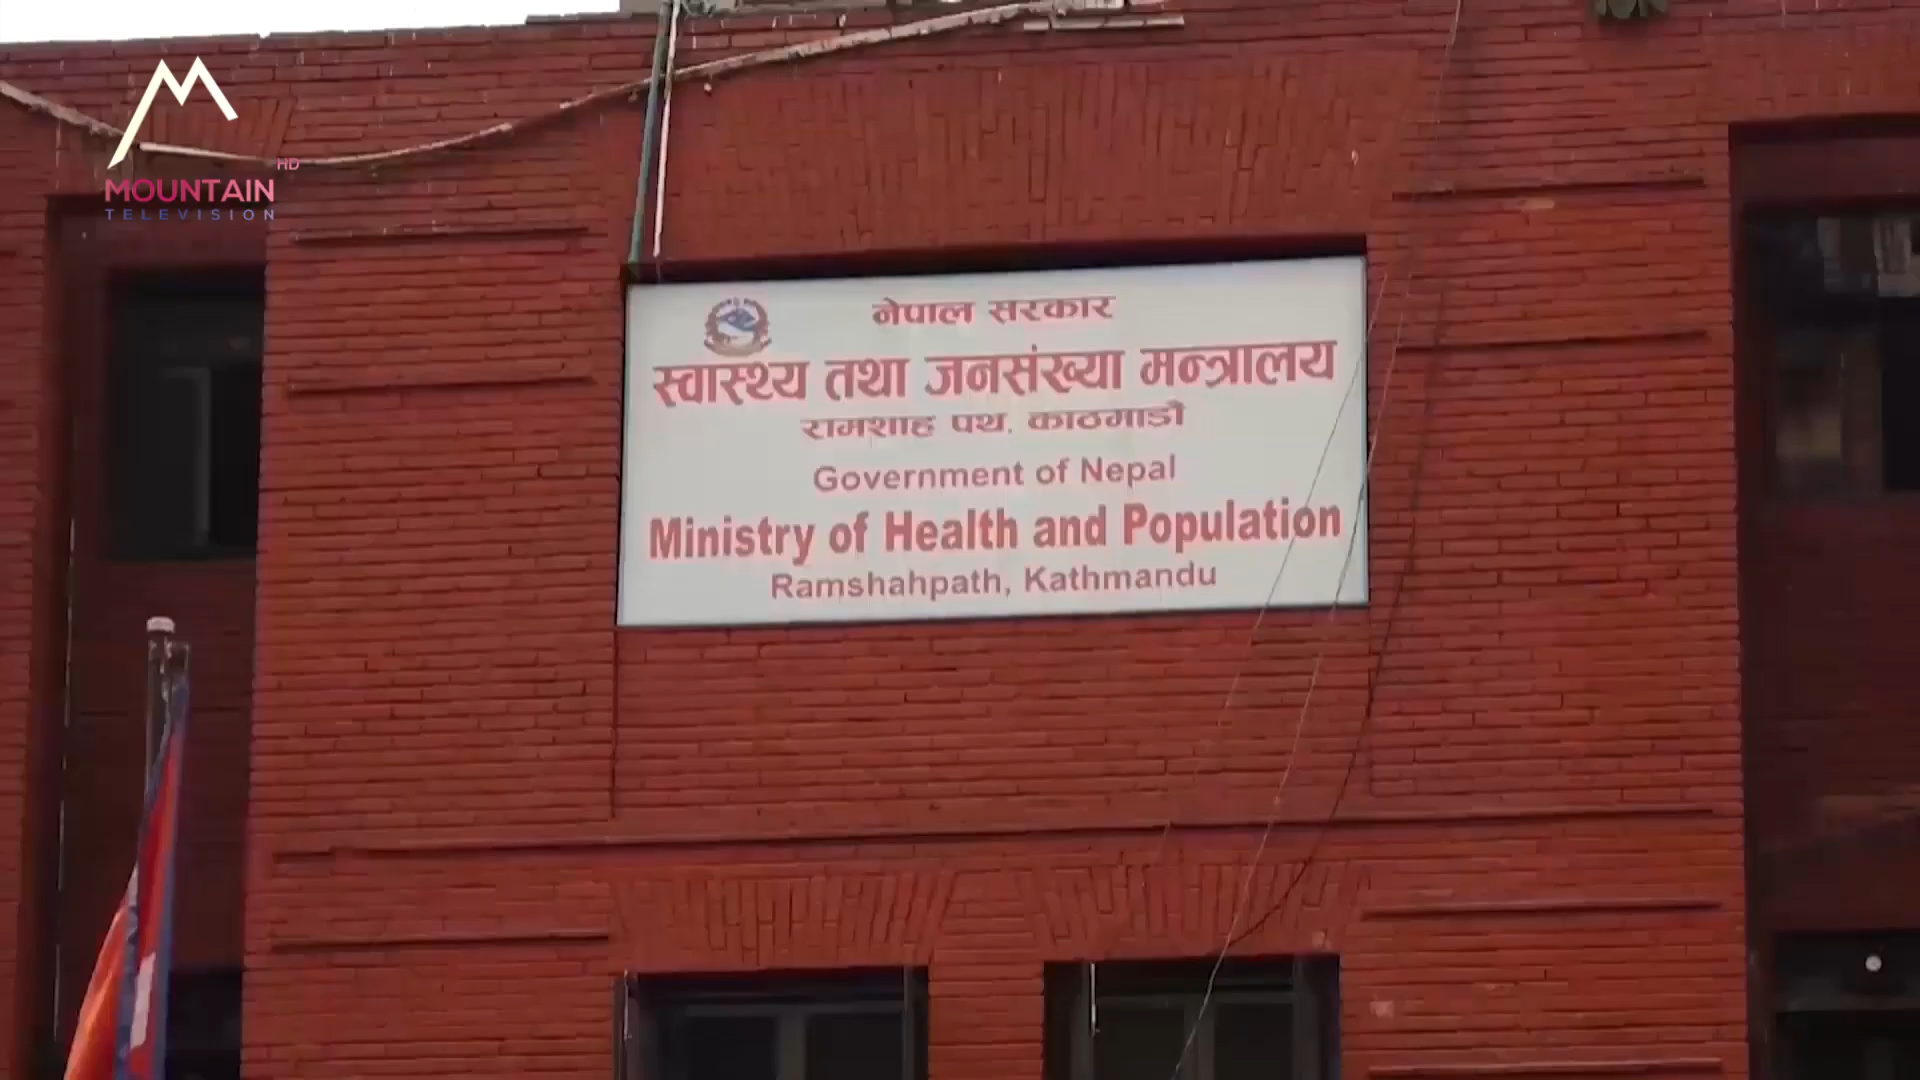 MOUNTAIN HD
TELEVISION
नेपाल सरकार
स्वास्थ्य तथा जनसंख्या मन्त्रालय
रामशाह पथ, काठमाडौं
Government of Nepal
Ministry of Health and Population
Ramshahpath, Kathmandu